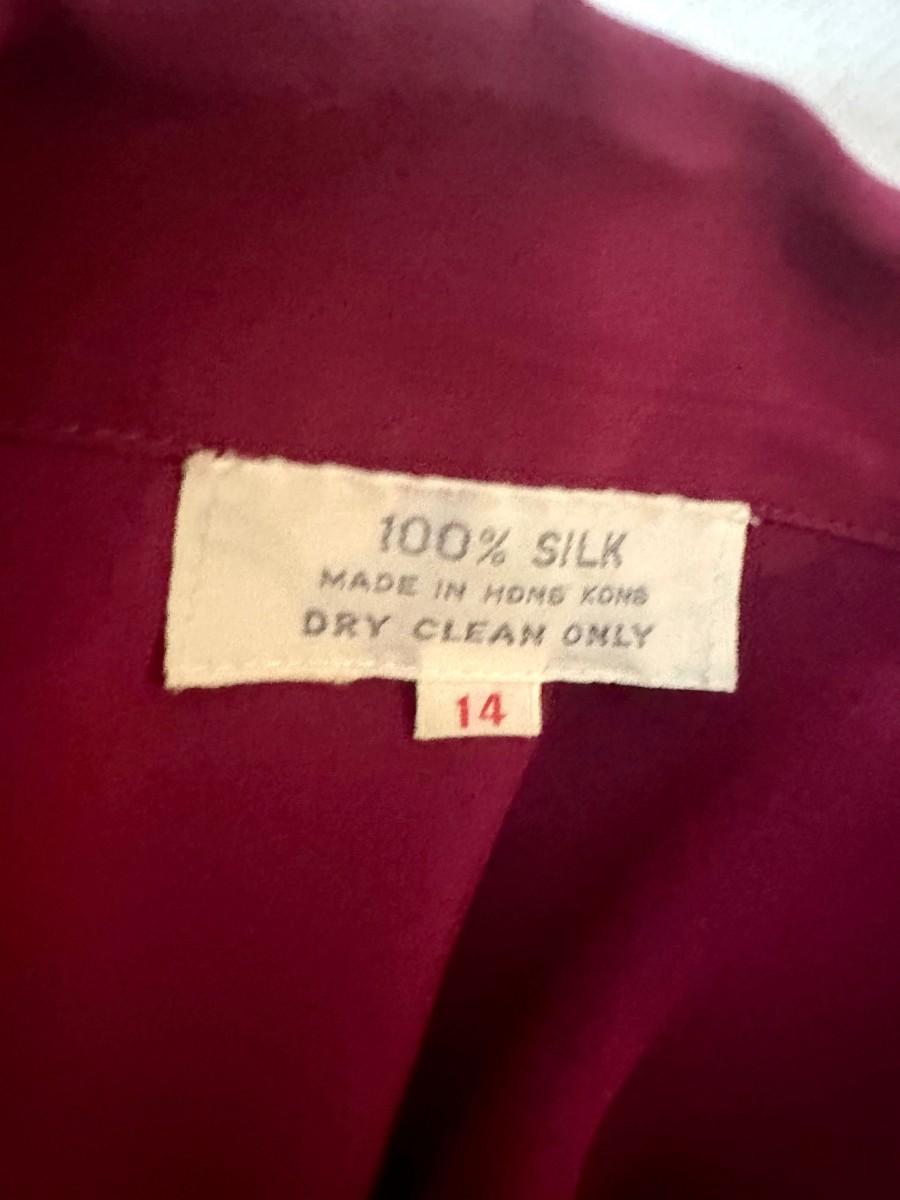 100% SILK
MADE IN HONG KONG
DRY CLEAN ONLY
14